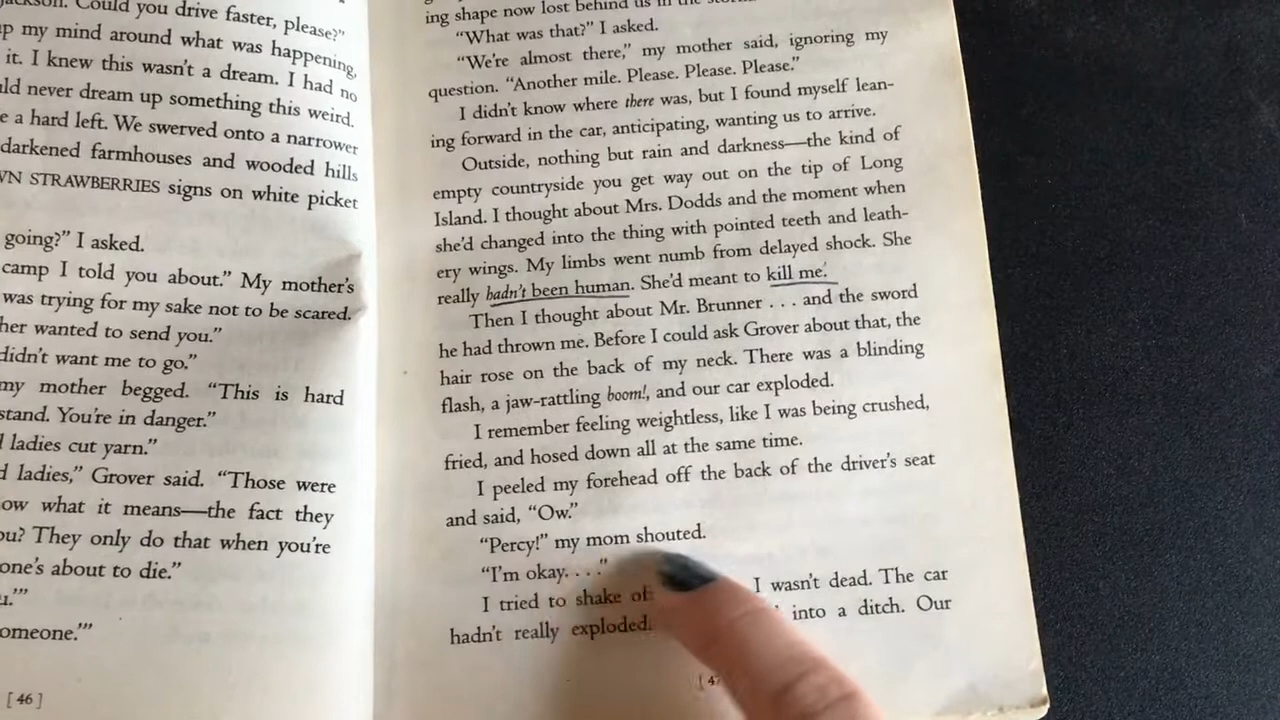 Jackson. Could you drive faster, please?"
my mind around what was happening,
it. I knew this wasn't a dream. I had no
never dream up something this weird.
a hard left. We swerved onto a narrower
darkened farmhouses and wooded hills
STRAWBERRIES signs on white picket
going?" I asked.
camp I told you about." My mother's
was trying for my sake not to be scared.
her wanted to send you."
didn't want me to go."
my mother begged. "This is hard
stand. You're in danger."
ladies cut yarn."
ladies," Grover said. "Those were
ow what it means—the fact they
ou? They only do that when you're
one's about to die."
omeone.'"
[ 46 ]
ing shape now lost behind us in the
"What was that?" I asked.
"We're almost there," my mother said, ignoring my
question. "Another mile. Please. Please. Please."
I didn't know where there was, but I found myself lean-
ing forward in the car, anticipating, wanting us to arrive.
Outside, nothing but rain and darkness—the kind of
empty countryside you get way out on the tip of Long
Island. I thought about Mrs. Dodds and the moment when
she'd changed into the thing with pointed teeth and leath-
ery wings. My limbs went numb from delayed shock. She
really hadn't been human. She'd meant to kill me.
Then I thought about Mr. Brunner . . . and the sword
he had thrown me. Before I could ask Grover about that, the
hair rose on the back of my neck. There was a blinding
flash, a jaw-rattling boom!, and our car exploded.
I remember feeling weightless, like I was being crushed,
fried, and hosed down all at the same time.
I peeled my forehead off the back of the driver's seat
and said, "Ow."
"Percy!" my mom shouted.
"I'm okay. . . ."
I tried to shake I wasn't dead. The car
hadn't really exploded. into a ditch. Our